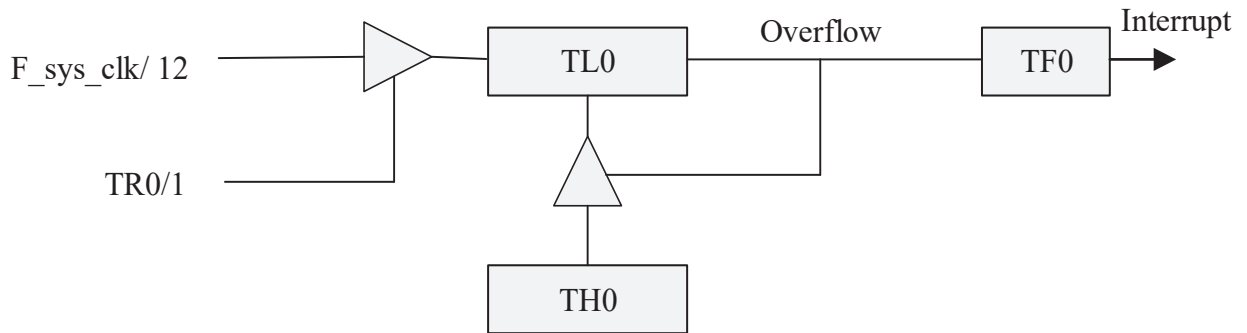 Interrupt
Overflow
F_sys_clk/ 12
TL0
TF0
TR0/1
TH0